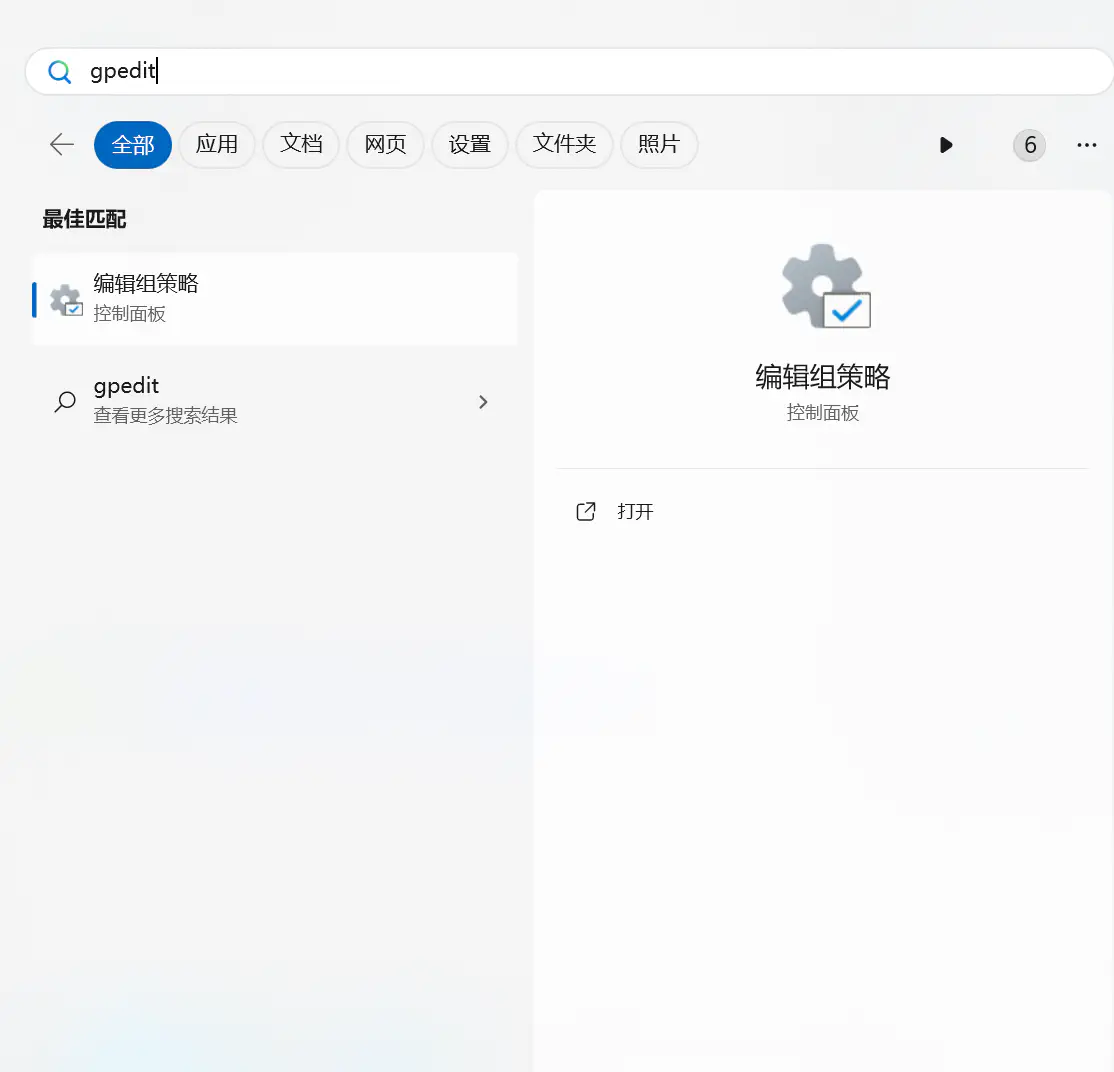 gpedit
全部 应用 文档 网页 设置 文件夹 照片 6
最佳匹配
编辑组策略
控制面板
gpedit
查看更多搜索结果
编辑组策略
控制面板
打开